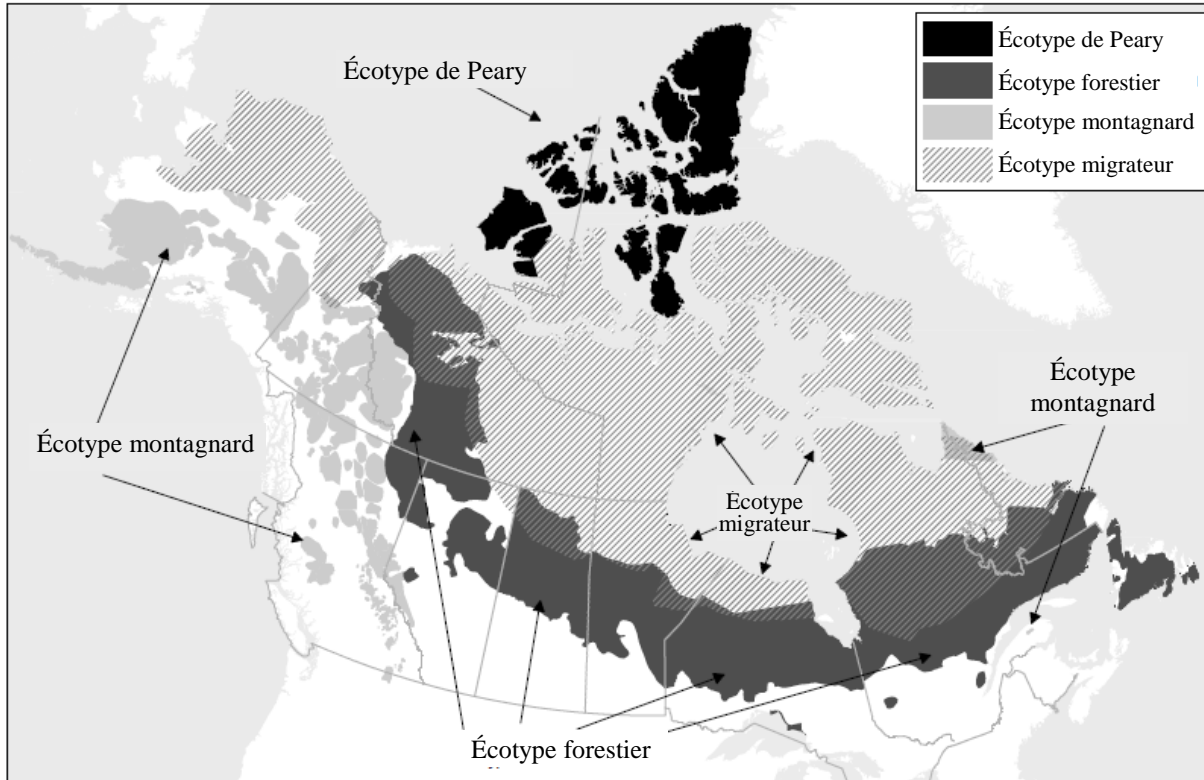 Écotype de Peary
Écotype forestier
Écotype montagnard
Écotype migrateur
Écotype de Peary
Écotype
montagnard
Écotype montagnard
Écotype
migrateur
Écotype forestier